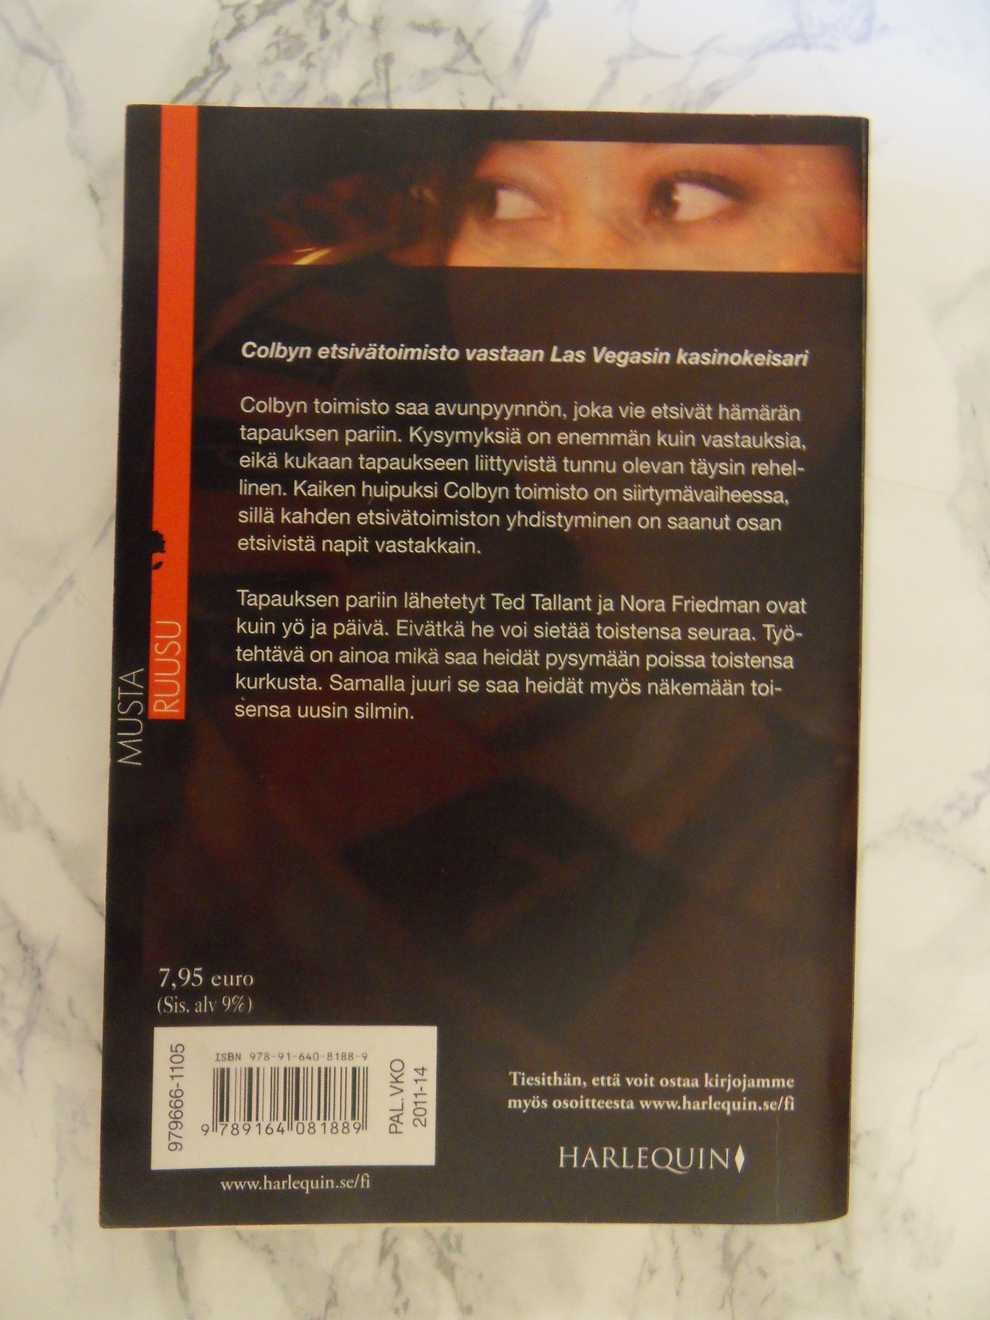 Colbyn etsivätoimisto vastaan Las Vegasin kasinokeisari
Colbyn toimisto saa avunpyynnön, joka vie etsivät hämärän
tapauksen pariin. Kysymyksiä on enemmän kuin vastauksia,
eikä kukaan tapaukseen liittyvistä tunnu olevan täysin rehel-
linen. Kaiken huipuksi Colbyn toimisto on siirtymävaiheessa,
sillä kahden etsivätoimiston yhdistyminen on saanut osan
etsivistä napit vastakkain.
Tapauksen pariin lähetetyt Ted Tallant ja Nora Friedman ovat
kuin yö ja päivä. Eivätkä he voi sietää toistensa seuraa. Työ-
tehtävä on ainoa mikä saa heidät pysymään poissa toistensa
kurkusta. Samalla juuri se saa heidät myös näkemään toi-
sensa uusin silmin.
MUSTA
RUUSU
7,95 euro
(Sis. alv 9%)
979666-1105
ISBN 978-91-640-8188-9
9 789164 081889
PAL.VKO
2011-14
www.harlequin.se/fi
Tiesithän, että voit ostaa kirjojamme
myös osoitteesta www.harlequin.se/fi
HARLEQUIN